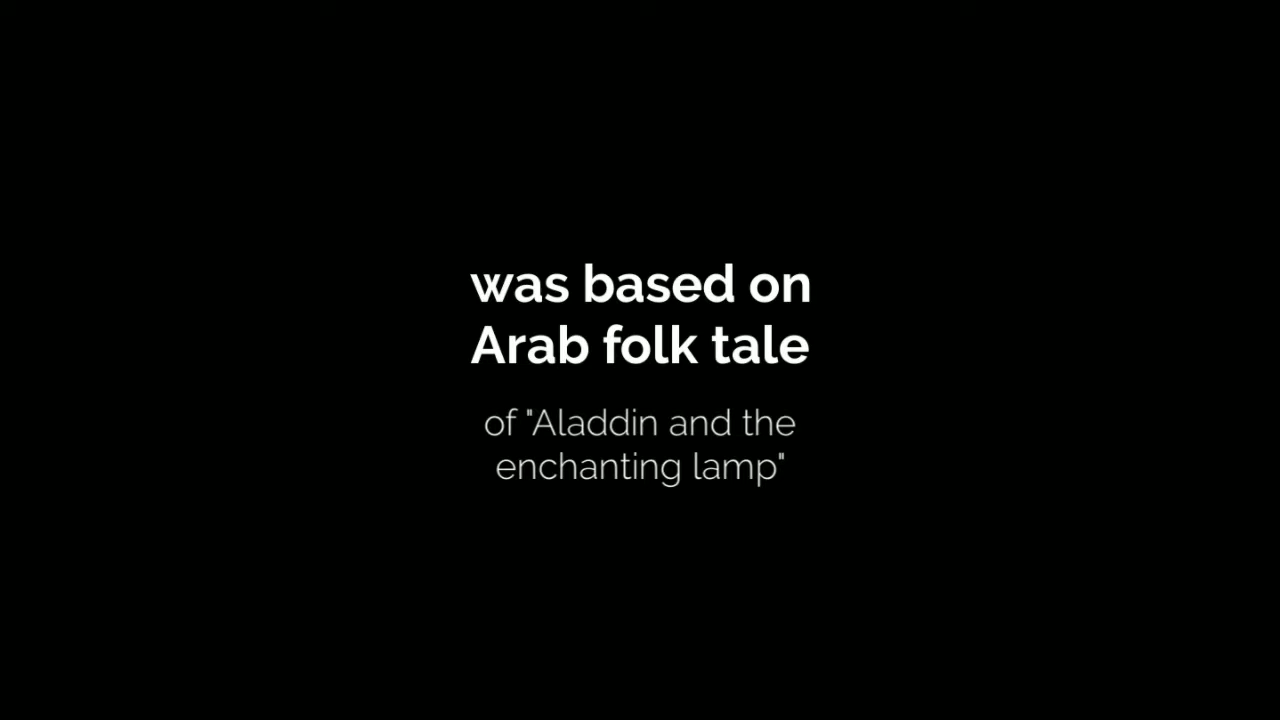 was based on
Arab folk tale
of "Aladdin and the
enchanting lamp"